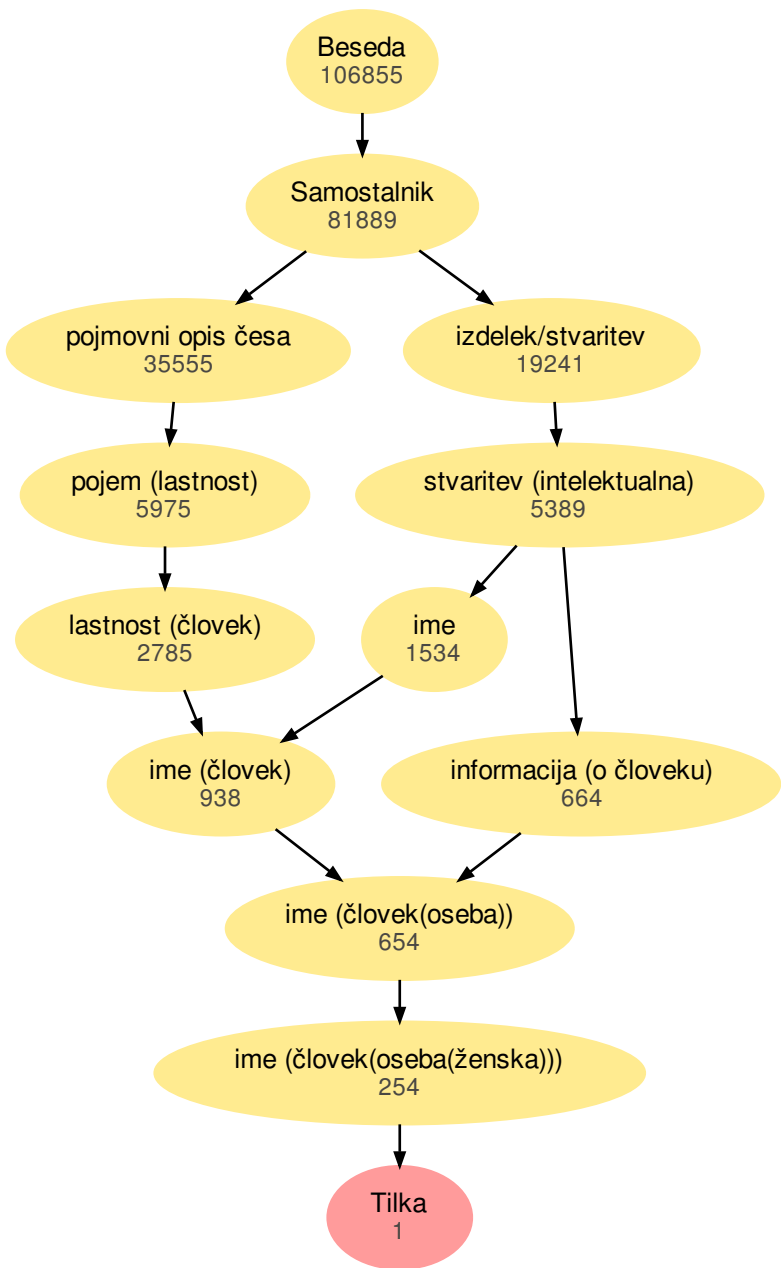 Beseda
106855
Samostalnik
81889
pojmovni opis česa
35555
izdelek/stvaritev
19241
pojem (lastnost)
5975
stvaritev (intelektualna)
5389
lastnost (človek)
2785
ime
1534
ime (človek)
938
informacija (o človeku)
664
ime (človek(oseba))
654
ime (človek(oseba(ženska)))
254
Tilka
1